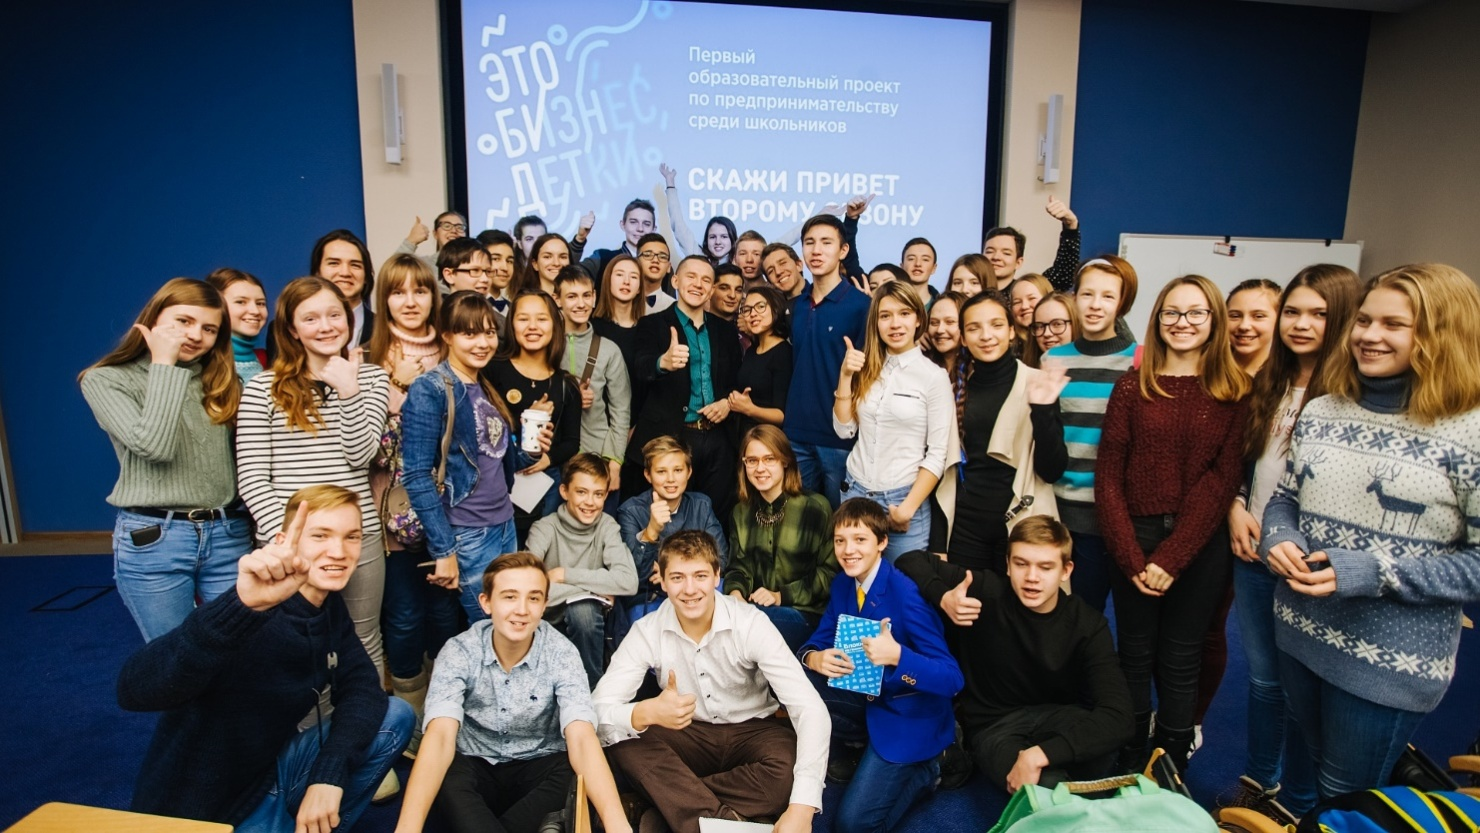 ЭТО
БИЗНЕС,
ДЕТКИ
Первый
образовательный проект
по предпринимательству
среди школьников
СКАЖИ ПРИВЕТ
ВТОРОМУ